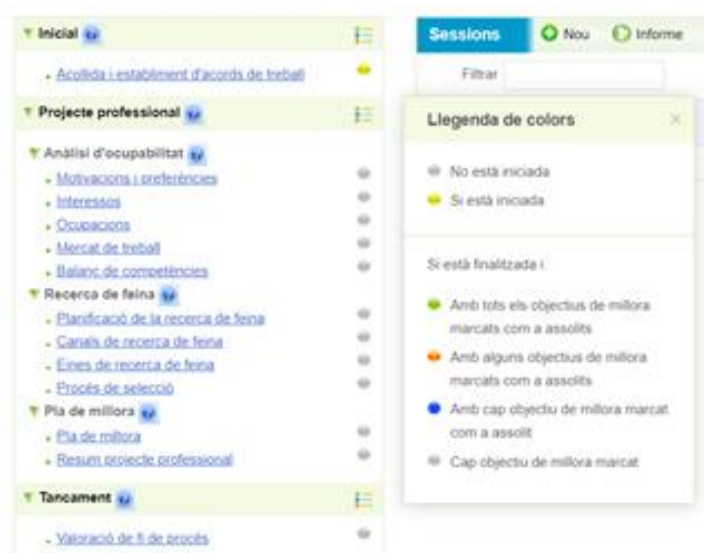 Inicial
Acollida i establiment d'acords de treball
Projecte professional
Anàlisi d'ocupabilitat
Motivacions i preferències
Interessos
Ocupacions
Mercat de treball
Balanç de competències
Recerca de feina
Planificació de la recerca de feina
Canals de recerca de feina
Eines de recerca de feina
Procés de selecció
Pla de millora
Pla de millora
Resum projecte professional
Tancament
Valoració de fi de procés
Sessions
Nou
Informe
Filtrar
Llegenda de colors
×
No està iniciada
Si està iniciada
Si està finalitzada i:
Amb tots els objectius de millora
marcats com a assolits
Amb alguns objectius de millora
marcats com a assolits
Amb cap objectiu de millora marcat
com a assolit
Cap objectiu de millora marcat